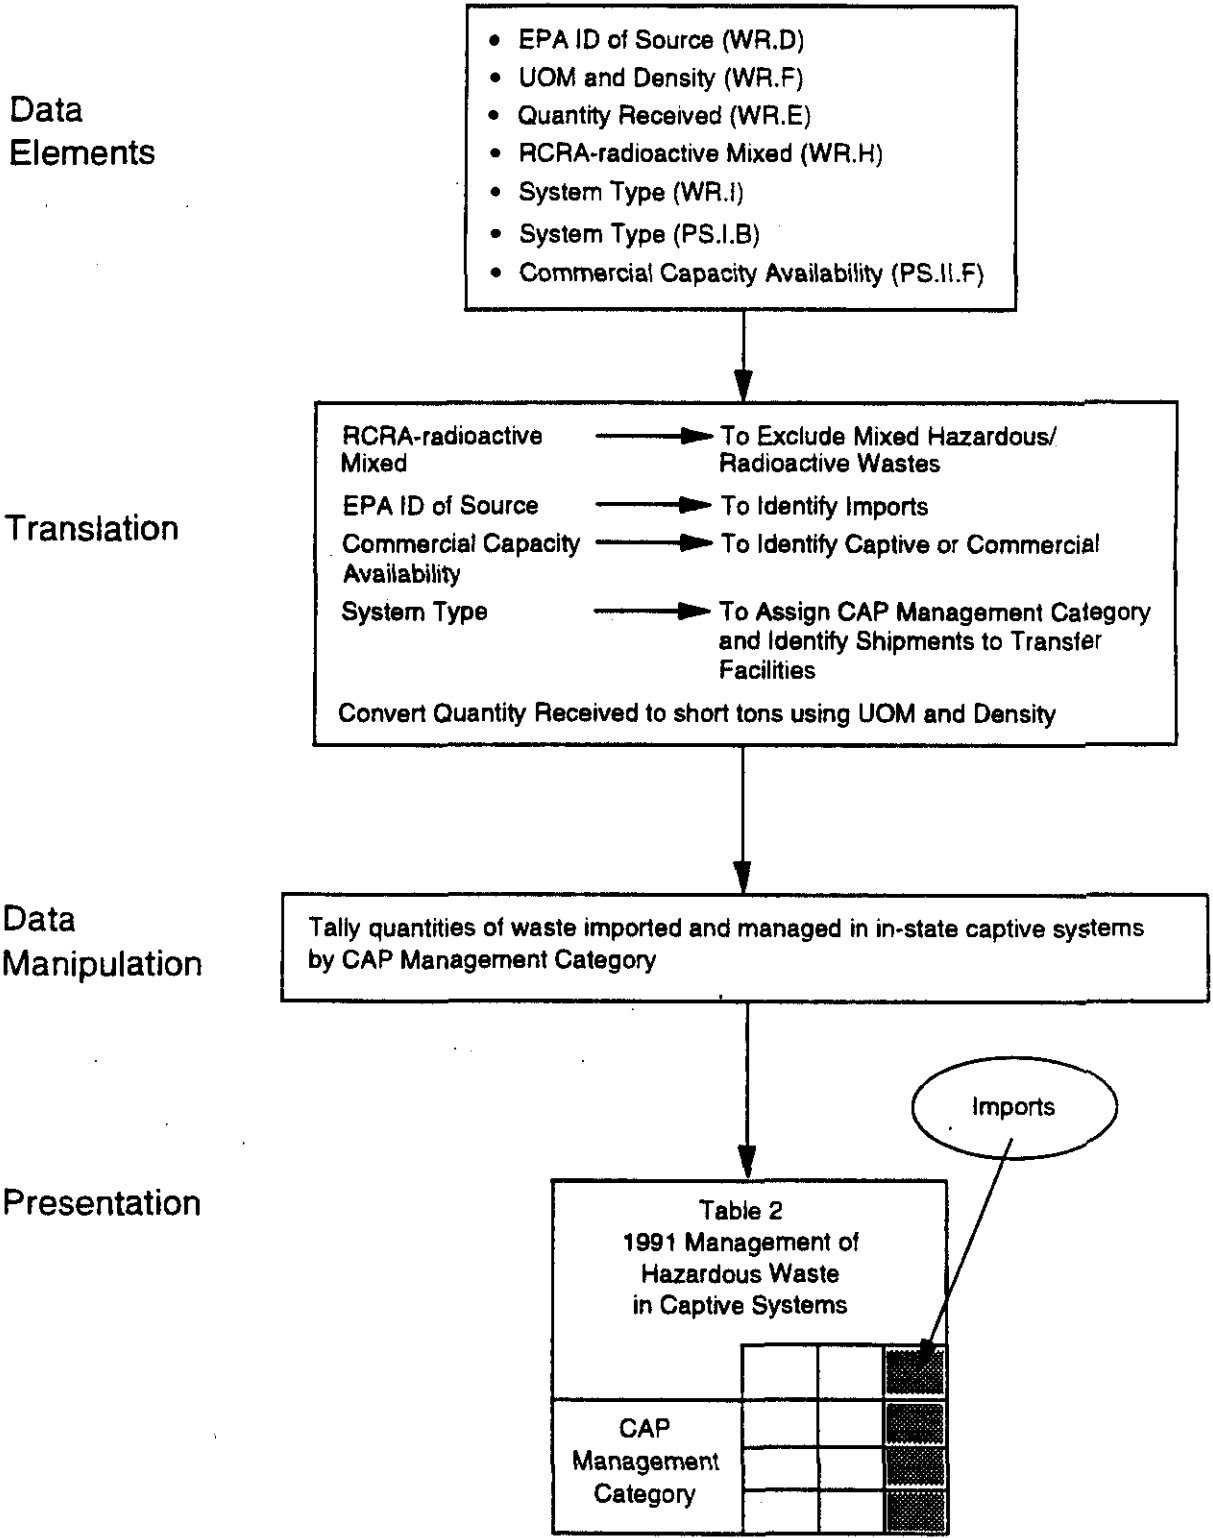 Data
Elements
• EPA ID of Source (WR.D)
• UOM and Density (WR.F)
• Quantity Received (WR.E)
• RCRA-radioactive Mixed (WR.H)
• System Type (WR.I)
• System Type (PS.I.B)
• Commercial Capacity Availability (PS.II.F)
Translation
RCRA-radioactive
Mixed
To Exclude Mixed Hazardous/
Radioactive Wastes
EPA ID of Source
To Identify Imports
Commercial Capacity
Availability
To Identify Captive or Commercial
System Type
To Assign CAP Management Category
and Identify Shipments to Transfer
Facilities
Convert Quantity Received to short tons using UOM and Density
Data
Manipulation
Tally quantities of waste imported and managed in in-state captive systems
by CAP Management Category
Imports
Presentation
Table 2
1991 Management of
Hazardous Waste
in Captive Systems
CAP
Management
Category